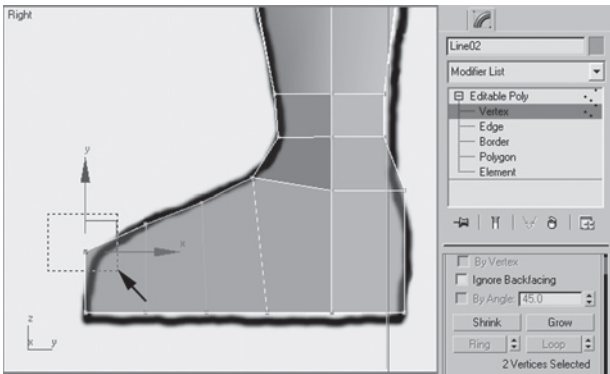 Right
Line02
Modifier List
Editable Poly
Vertex
Edge
Border
Polygon
Element
y
x
z
x y
By Vertex
Ignore Backfacing
By Angle: 45.0
Shrink Grow
Ring Loop
2 Vertices Selected